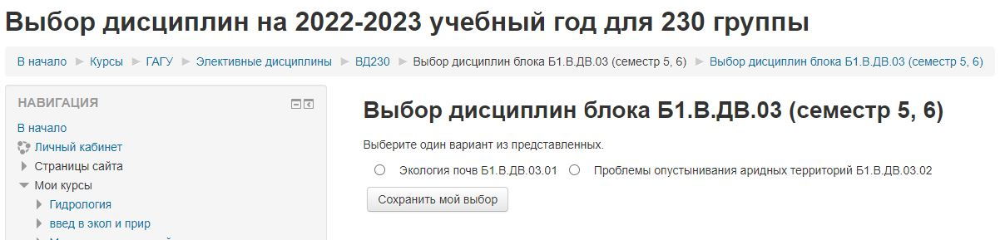 Выбор дисциплин на 2022-2023 учебный год для 230 группы
В начало Курсы ГАГУ Элективные дисциплины ВД230 Выбор дисциплин блока Б1.В.ДВ.03 (семестр 5, 6) Выбор дисциплин блока Б1.В.ДВ.03 (семестр 5, 6)
НАВИГАЦИЯ
В начало
Личный кабинет
Страницы сайта
Мои курсы
Гидрология
введ в экол и прир
Выбор дисциплин блока Б1.В.ДВ.03 (семестр 5, 6)
Выберите один вариант из представленных.
Экология почв Б1.В.ДВ.03.01 Проблемы опустынивания аридных территорий Б1.В.ДВ.03.02
Сохранить мой выбор